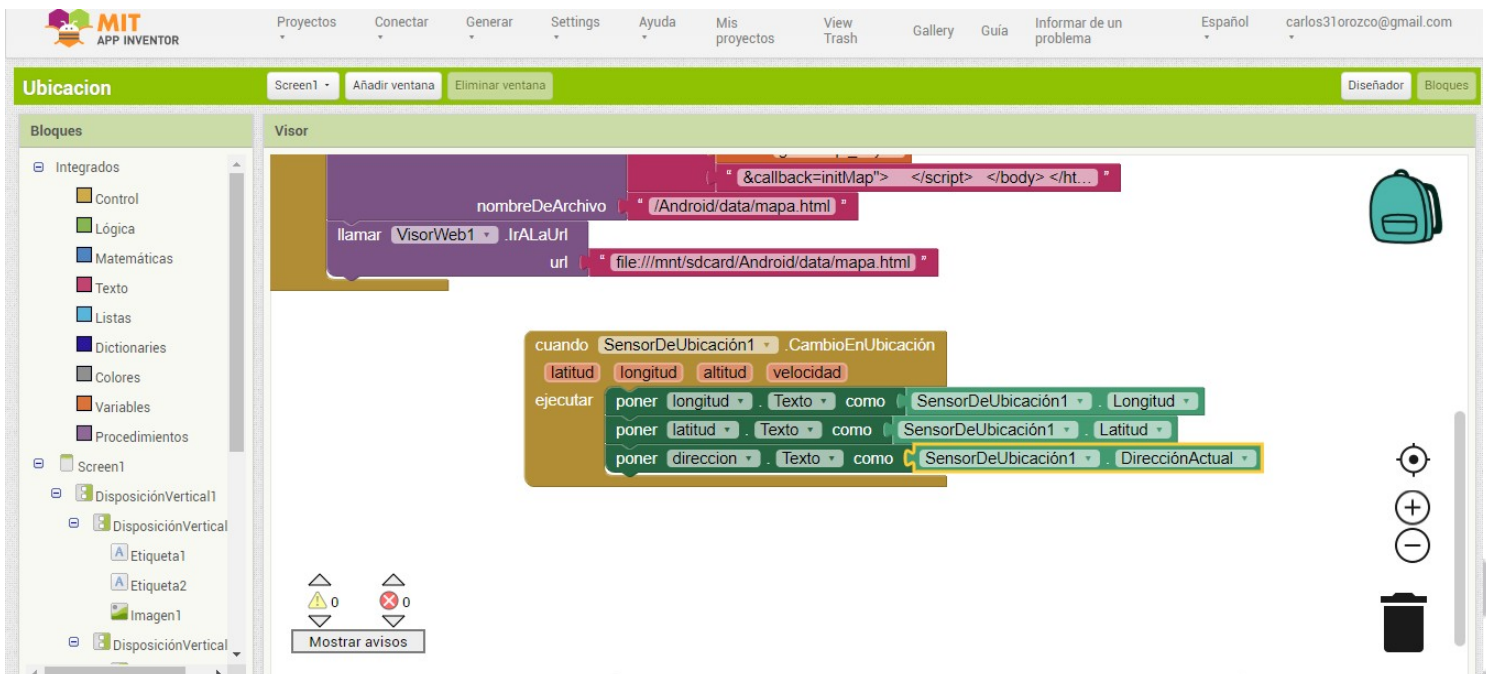 MIT
APP INVENTOR
Proyectos
Conectar
Generar
Settings
Ayuda
Mis
proyectos
View
Trash
Gallery
Guía
Informar de un
problema
Español
carlos31orozco@gmail.com
Ubicacion
Screen1
Añadir ventana
Eliminar ventana
Diseñador
Bloques
Bloques
Visor
Integrados
Control
Lógica
Matemáticas
Texto
Listas
Dictionaries
Colores
Variables
Procedimientos
Screen1
DisposiciónVertical1
DisposiciónVertical
Etiqueta1
Etiqueta2
Imagen1
DisposiciónVertical
" &callback=initMap"> </script> </body> </ht... "
nombreDeArchivo " /Android/data/mapa.html "
llamar VisorWeb1 .IrALaUrl
url " file:///mnt/sdcard/Android/data/mapa.html "
cuando SensorDeUbicación1 .CambioEnUbicación
latitud longitud altitud velocidad
ejecutar poner longitud . Texto como SensorDeUbicación1 . Longitud
poner latitud . Texto como SensorDeUbicación1 . Latitud
poner direccion . Texto como SensorDeUbicación1 . DirecciónActual
0 0
Mostrar avisos